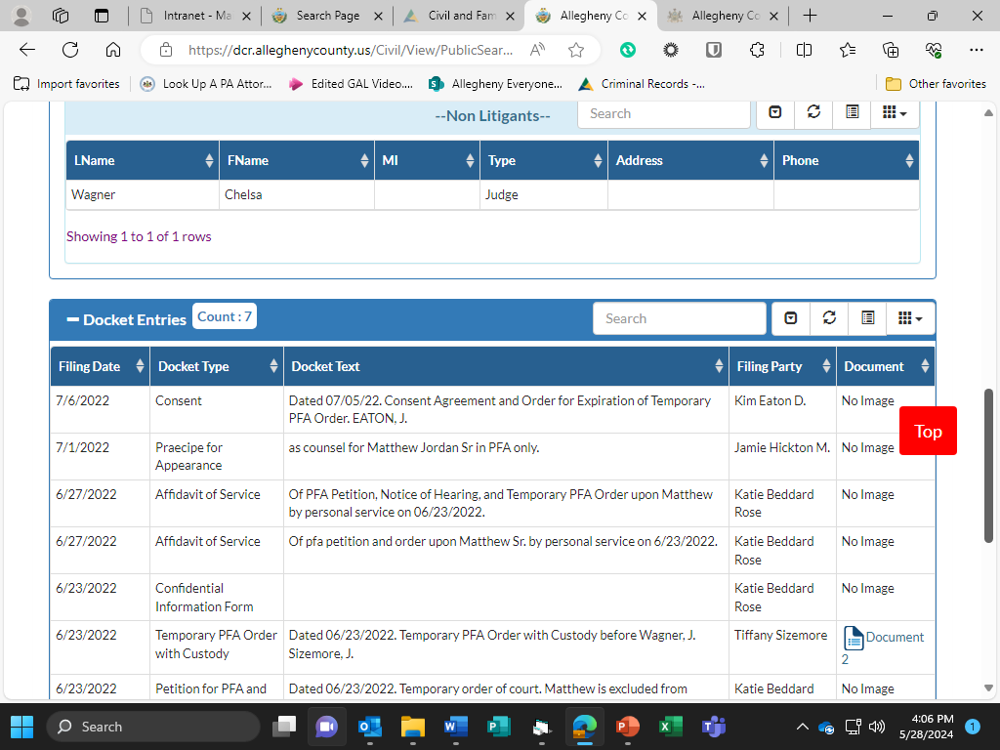 Intranet - Ma
Search Page
Civil and Fam
Allegheny Co
Allegheny Co
https://dcr.alleghenycounty.us/Civil/View/PublicSear...
Import favorites
Look Up A PA Attor...
Edited GAL Video....
Allegheny Everyone...
Criminal Records -...
Other favorites
--Non Litigants--
Search
LName FName MI Type Address Phone
Wagner Chelsa Judge
Showing 1 to 1 of 1 rows
Docket Entries Count : 7
Search
Filing Date Docket Type Docket Text Filing Party Document
7/6/2022 Consent Dated 07/05/22. Consent Agreement and Order for Expiration of Temporary Kim Eaton D. No Image
PFA Order. EATON, J.
Top
7/1/2022 Praecipe for as counsel for Matthew Jordan Sr in PFA only. Jamie Hickton M. No Image
Appearance
6/27/2022 Affidavit of Service Of PFA Petition, Notice of Hearing, and Temporary PFA Order upon Matthew Katie Beddard No Image
by personal service on 06/23/2022. Rose
6/27/2022 Affidavit of Service Of pfa petition and order upon Matthew Sr. by personal service on 6/23/2022. Katie Beddard No Image
Rose
6/23/2022 Confidential Katie Beddard No Image
Information Form Rose
6/23/2022 Temporary PFA Order Dated 06/23/2022. Temporary PFA Order with Custody before Wagner, J. Tiffany Sizemore Document
with Custody Sizemore, J. 2
6/23/2022 Petition for PFA and Dated 06/23/2022. Temporary order of court. Matthew is excluded from Katie Beddard No Image
Search
4:06 PM
5/28/2024
1